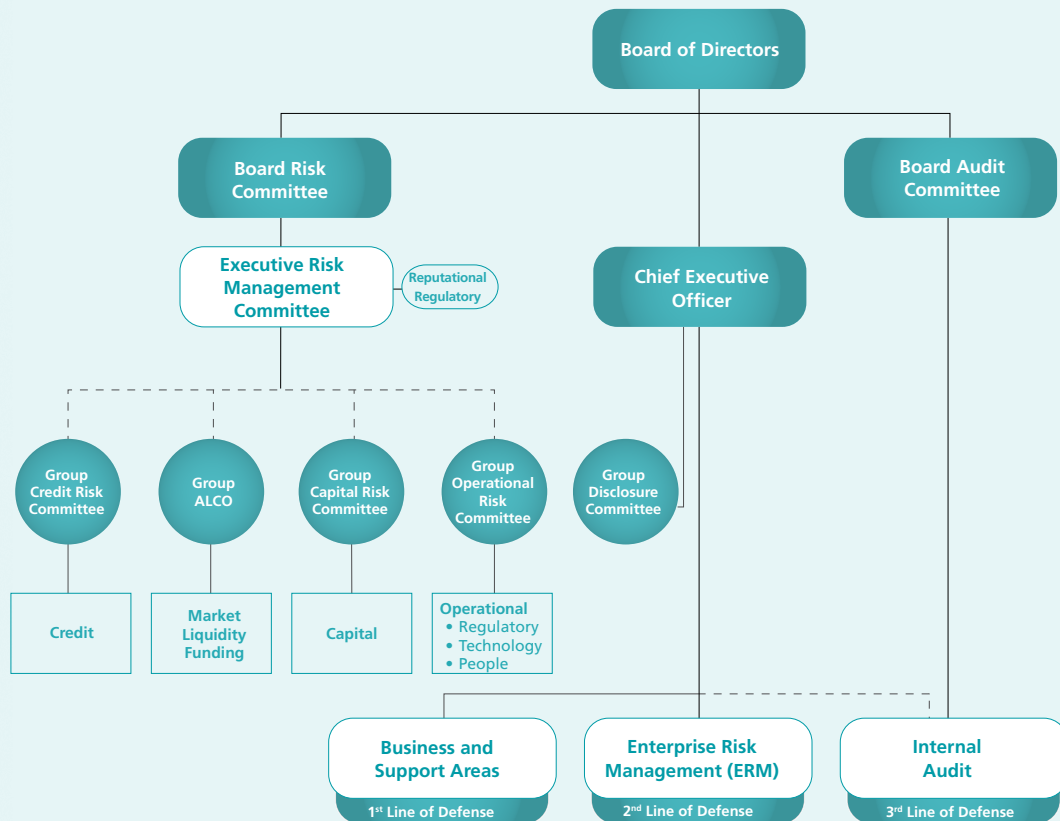 Board of Directors
Board Risk
Committee
Board Audit
Committee
Executive Risk
Management
Committee
Reputational
Regulatory
Chief Executive
Officer
Group
Credit Risk
Committee
Group
ALCO
Group
Capital Risk
Committee
Group
Operational
Risk
Committee
Group
Disclosure
Committee
Credit
Market
Liquidity
Funding
Capital
Operational
• Regulatory
• Technology
• People
Business and
Support Areas
1st Line of Defense
Enterprise Risk
Management (ERM)
2nd Line of Defense
Internal
Audit
3rd Line of Defense